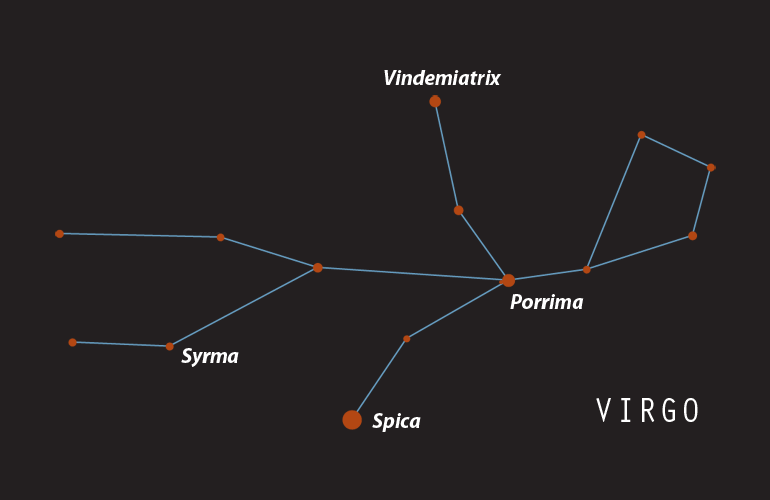 Vindemiatrix
Porrima
Syrma
Spica
VIRGO